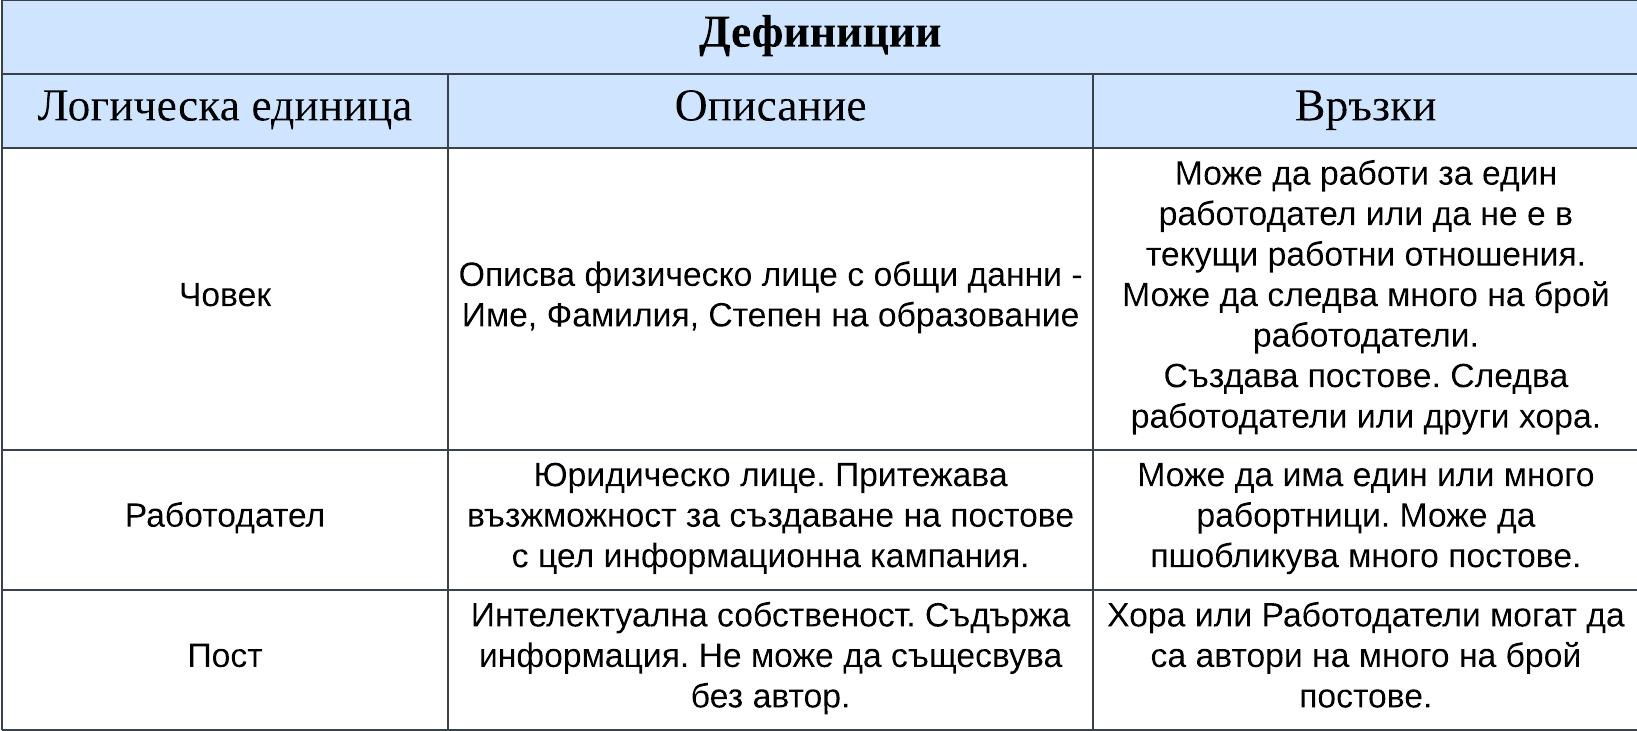 Дефиниции
Логическа единица
Описание
Връзки
Човек
Описва физическо лице с общи данни -
Име, Фамилия, Степен на образование
Може да работи за един
работодател или да не е в
текущи работни отношения.
Може да следва много на брой
работодатели.
Създава постове. Следва
работодатели или други хора.
Работодател
Юридическо лице. Притежава
възжможност за създаване на постове
с цел информационна кампания.
Може да има един или много
рабортници. Може да
пшобликува много постове.
Пост
Интелектуална собственост. Съдържа
информация. Не може да същесвува
без автор.
Хора или Работодатели могат да
са автори на много на брой
постове.